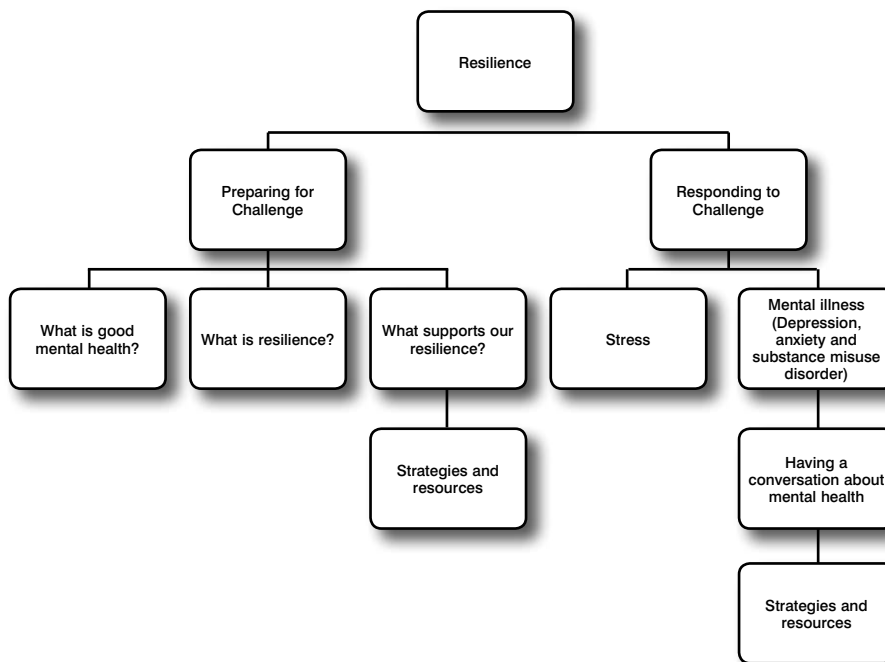 Resilience
Preparing for
Challenge
Responding to
Challenge
What is good
mental health?
What is resilience?
What supports our
resilience?
Stress
Mental illness
(Depression,
anxiety and
substance misuse
disorder)
Strategies and
resources
Having a
conversation about
mental health
Strategies and
resources